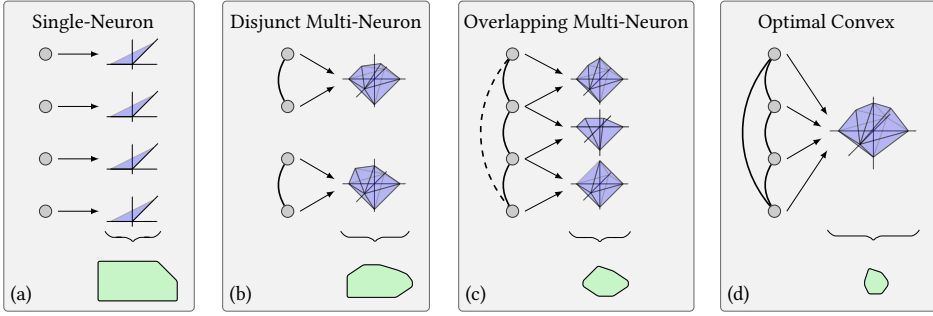 Single-Neuron
(a)
Disjunct Multi-Neuron
(b)
Overlapping Multi-Neuron
(c)
Optimal Convex
(d)